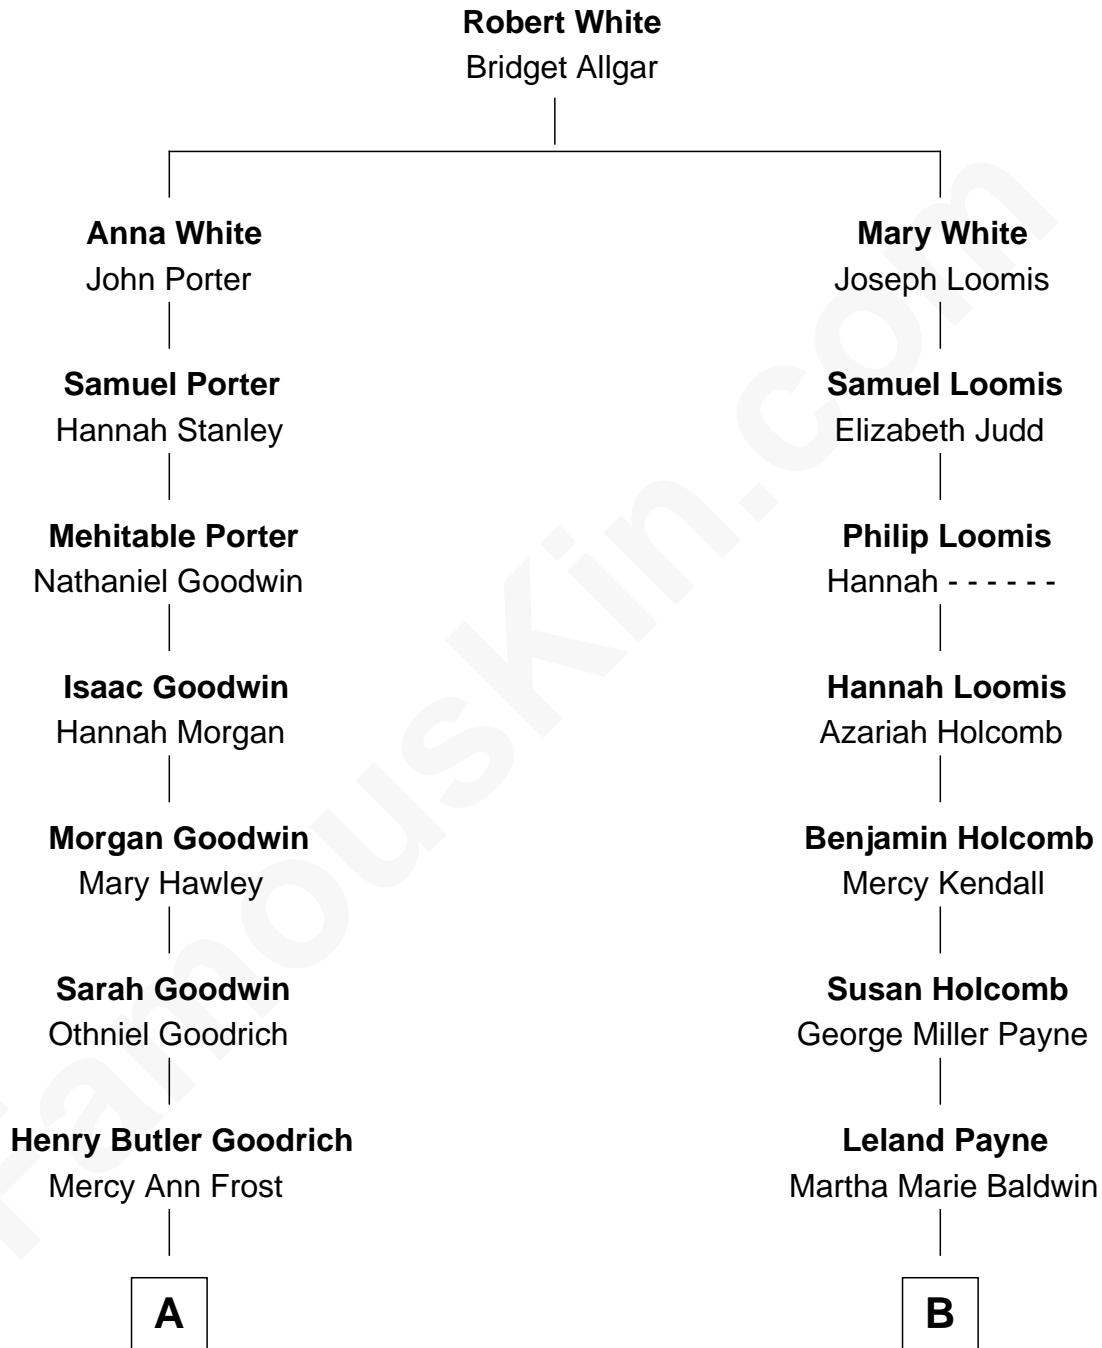 Robert White
Bridget Allgar
Anna White
John Porter
Mary White
Joseph Loomis
Samuel Porter
Hannah Stanley
Samuel Loomis
Elizabeth Judd
Mehitable Porter
Nathaniel Goodwin
Philip Loomis
Hannah - - - - - -
Isaac Goodwin
Hannah Morgan
Hannah Loomis
Azariah Holcomb
Morgan Goodwin
Mary Hawley
Benjamin Holcomb
Mercy Kendall
Sarah Goodwin
Othniel Goodrich
Susan Holcomb
George Miller Payne
Henry Butler Goodrich
Mercy Ann Frost
Leland Payne
Martha Marie Baldwin
A
B
FamousKin.com